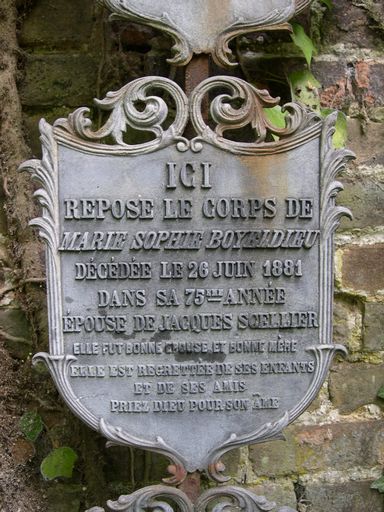 ICI
REPOSE LE CORPS DE
MARIE SOPHIE BOYELDIEU
DÉCÉDÉE LE 26 JUIN 1881
DANS SA 75ME ANNÉE
ÉPOUSE DE JACQUES SCELLIER
ELLE FUT BONNE ÉPOUSE ET BONNE MÈRE
ELLE EST REGRETTÉE DE SES ENFANTS
ET DE SES AMIS
PRIEZ DIEU POUR SON ÂME